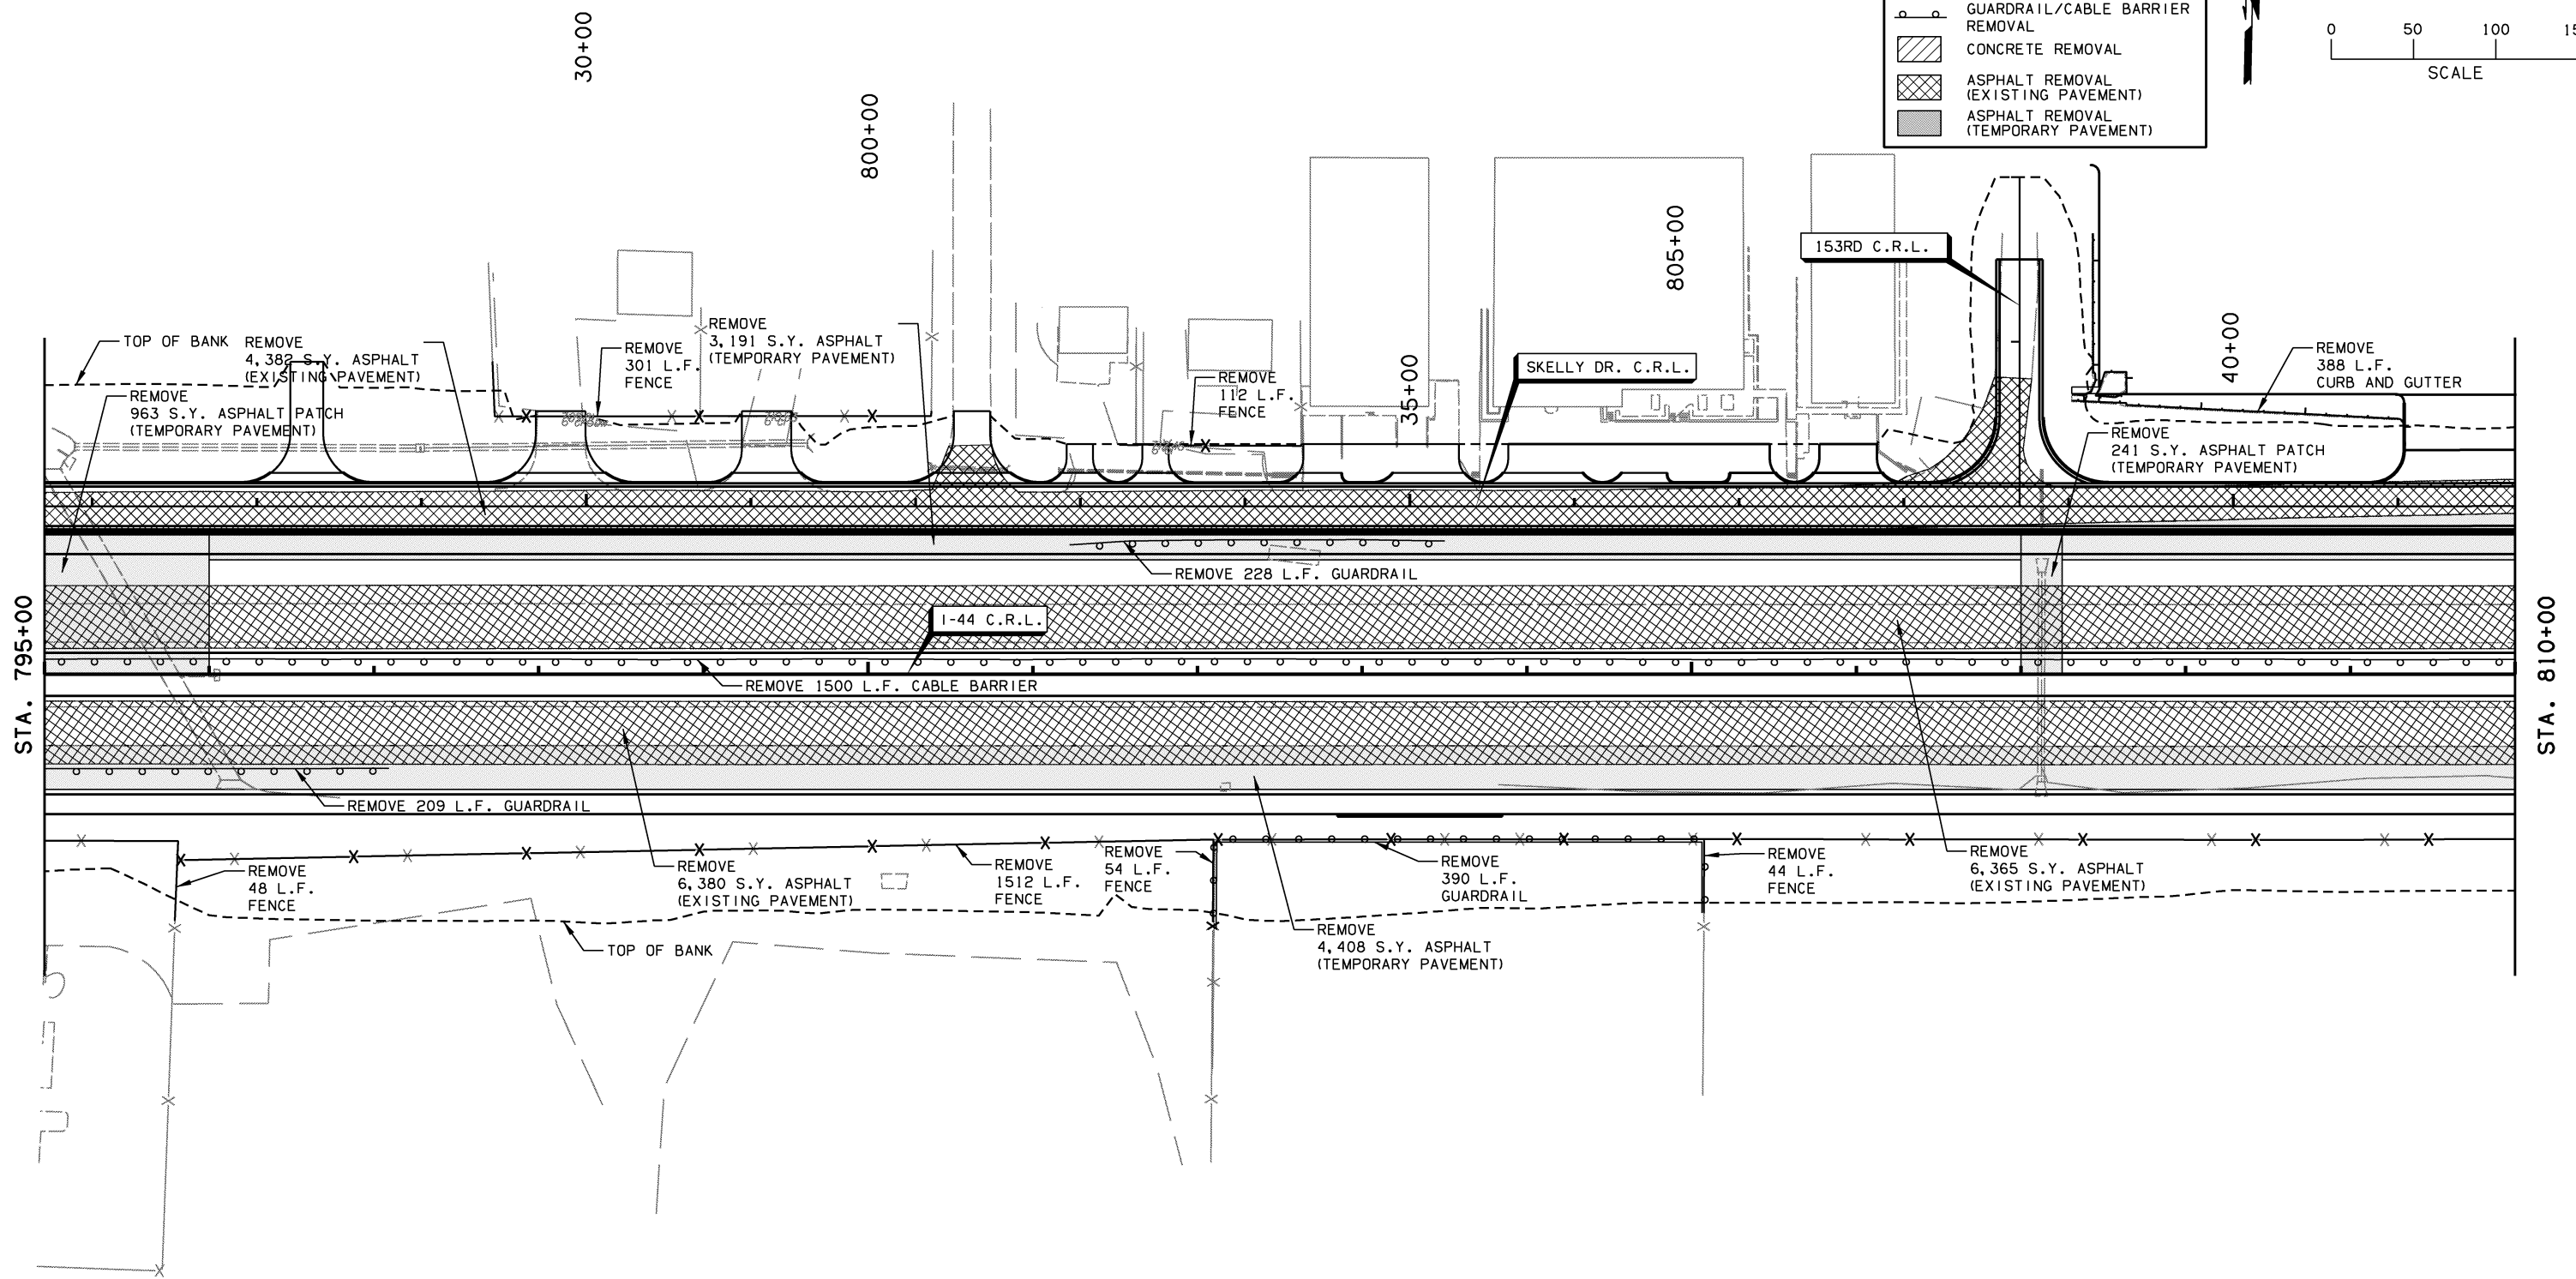 GUARDRAIL/CABLE BARRIER
REMOVAL
CONCRETE REMOVAL
ASPHALT REMOVAL
(EXISTING PAVEMENT)
ASPHALT REMOVAL
(TEMPORARY PAVEMENT)
0 50 100
SCALE
30+00
800+00
805+00
35+00
40+00
153RD C.R.L.
SKELLY DR. C.R.L.
TOP OF BANK
REMOVE
4,382 S.Y. ASPHALT
(EXISTING PAVEMENT)
REMOVE
963 S.Y. ASPHALT PATCH
(TEMPORARY PAVEMENT)
REMOVE
301 L.F.
FENCE
REMOVE
3,191 S.Y. ASPHALT
(TEMPORARY PAVEMENT)
REMOVE
112 L.F.
FENCE
REMOVE
388 L.F.
CURB AND GUTTER
REMOVE
241 S.Y. ASPHALT PATCH
(TEMPORARY PAVEMENT)
REMOVE 228 L.F. GUARDRAIL
I-44 C.R.L.
STA. 795+00
STA. 810+00
REMOVE 1500 L.F. CABLE BARRIER
REMOVE 209 L.F. GUARDRAIL
REMOVE
48 L.F.
FENCE
REMOVE
6,380 S.Y. ASPHALT
(EXISTING PAVEMENT)
REMOVE
1512 L.F.
FENCE
REMOVE
54 L.F.
FENCE
REMOVE
390 L.F.
GUARDRAIL
REMOVE
44 L.F.
FENCE
REMOVE
6,365 S.Y. ASPHALT
(EXISTING PAVEMENT)
TOP OF BANK
REMOVE
4,408 S.Y. ASPHALT
(TEMPORARY PAVEMENT)